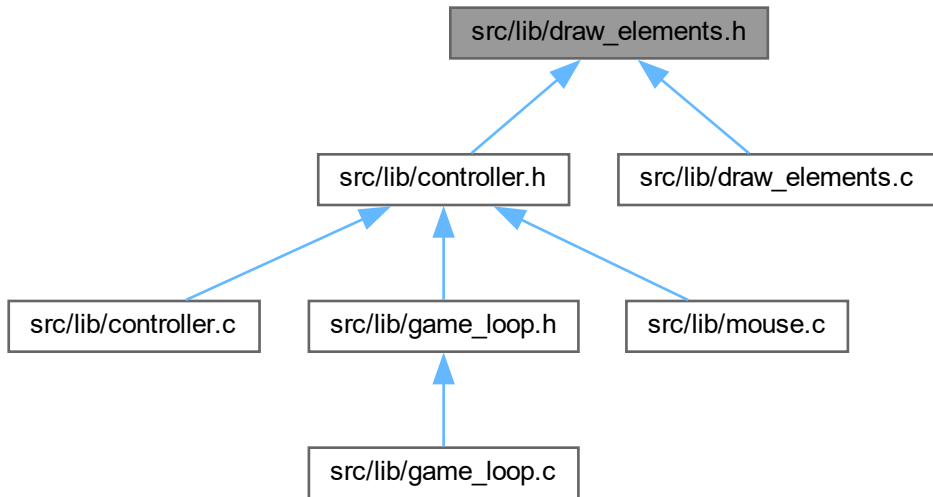 src/lib/draw_elements.h
src/lib/controller.h
src/lib/draw_elements.c
src/lib/controller.c
src/lib/game_loop.h
src/lib/mouse.c
src/lib/game_loop.c